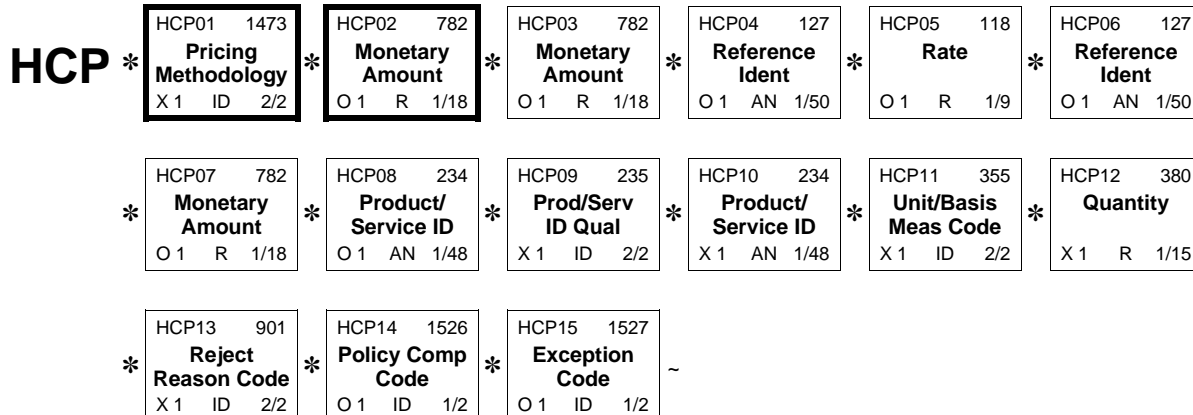 HCP * HCP01 1473 * HCP02 782 * HCP03 782 * HCP04 127 * HCP05 118 * HCP06 127
Pricing Methodology Monetary Amount Monetary Amount Reference Ident Rate Reference Ident
X 1 ID 2/2 O 1 R 1/18 O 1 R 1/18 O 1 AN 1/50 O 1 R 1/9 O 1 AN 1/50
* HCP07 782 * HCP08 234 * HCP09 235 * HCP10 234 * HCP11 355 * HCP12 380
Monetary Amount Product/ Service ID Prod/Serv ID Qual Product/ Service ID Unit/Basis Meas Code Quantity
O 1 R 1/18 O 1 AN 1/48 X 1 ID 2/2 X 1 AN 1/48 X 1 ID 2/2 X 1 R 1/15
* HCP13 901 * HCP14 1526 * HCP15 1527 ~
Reject Reason Code Policy Comp Code Exception Code
X 1 ID 2/2 O 1 ID 1/2 O 1 ID 1/2